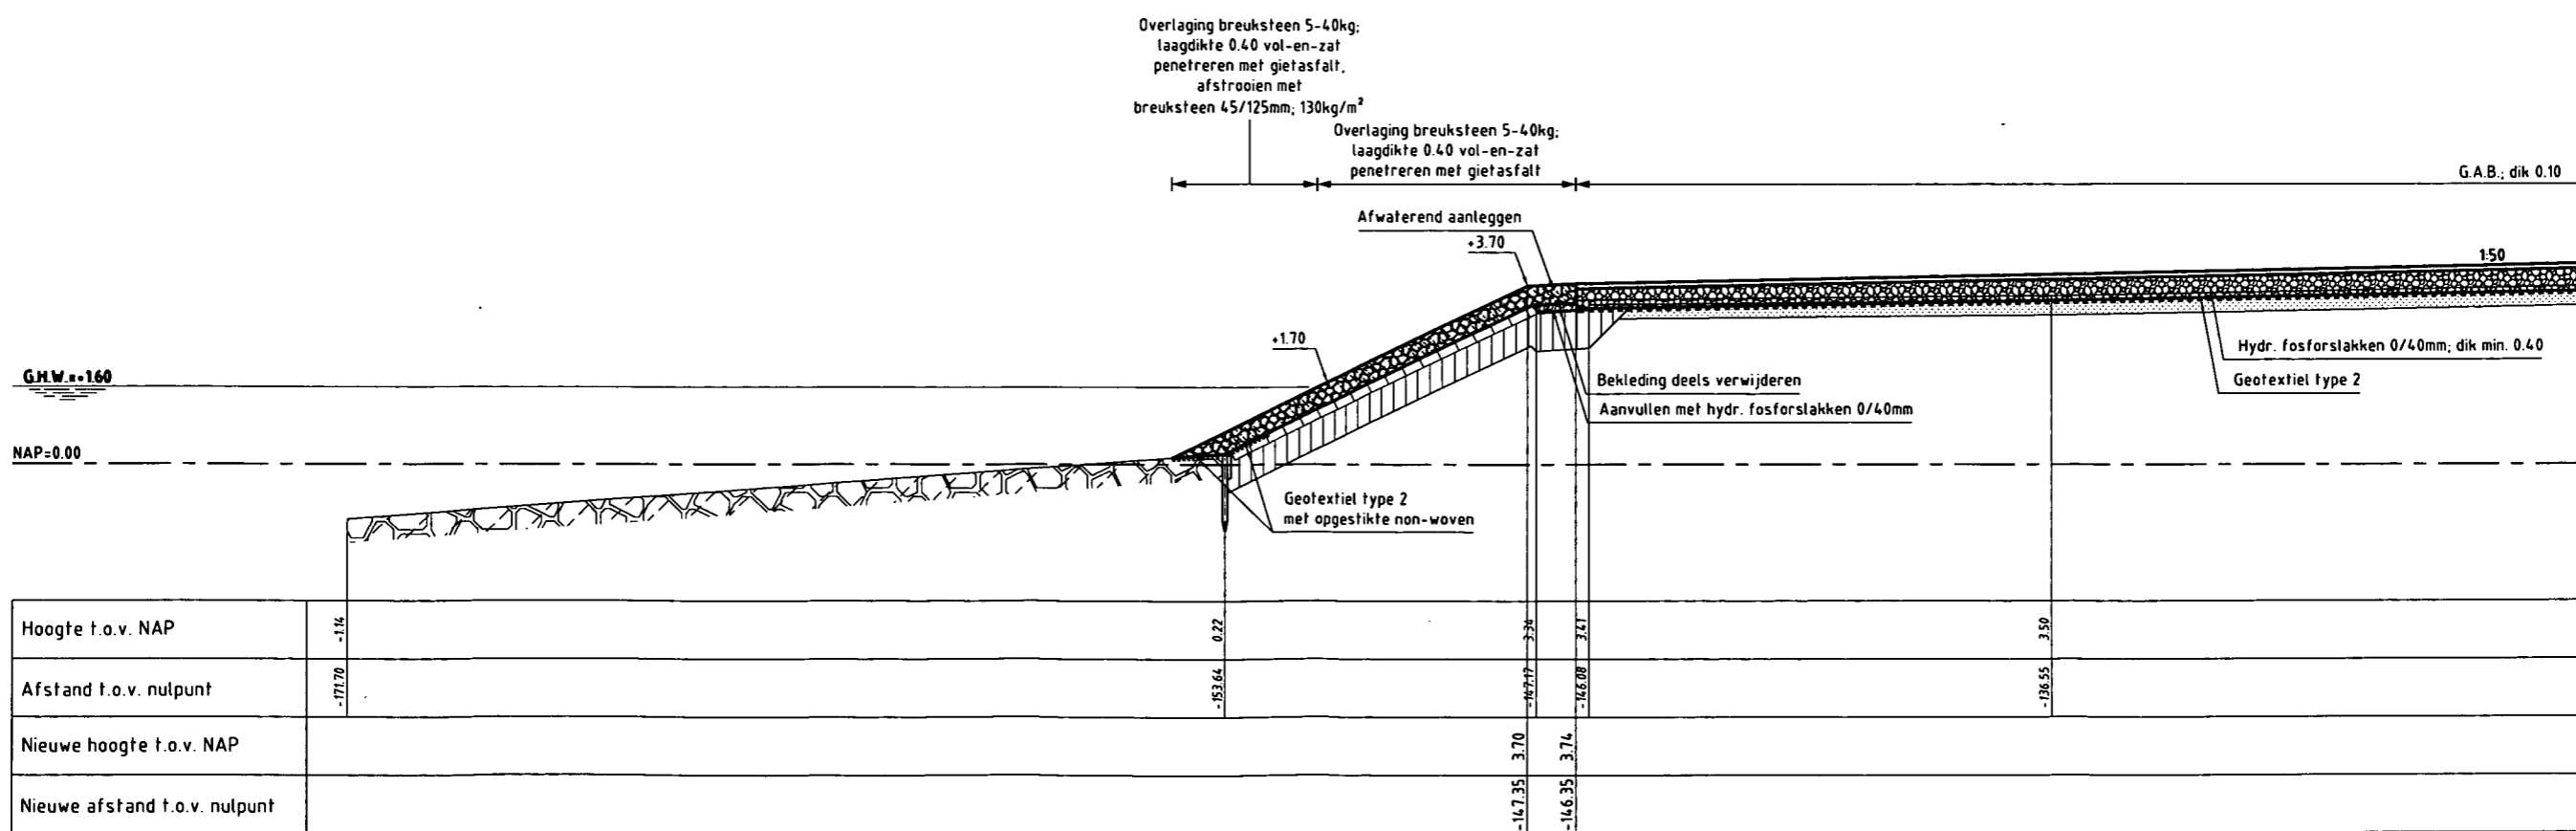 Overlaging breuksteen 5-40kg;
laagdikte 0.40 vol-en-zat
penetreren met gietasfalt,
afstrooien met
breuksteen 45/125mm; 130kg/m²
Overlaging breuksteen 5-40kg;
laagdikte 0.40 vol-en-zat
penetreren met gietasfalt
G.A.B.; dik 0.10
Afwaterend aanleggen
+3.70
1:50
+1.70
Hydr. fosforslakken 0/40mm; dik min. 0.40
G.H.W.=+1.60
Bekleding deels verwijderen
Geotextiel type 2
Aanvullen met hydr. fosforslakken 0/40mm
NAP=0.00
Geotextiel type 2
met opgestikte non-woven
Hoogte t.o.v. NAP
-1.14
0.22
3.34
3.41
3.50
Afstand t.o.v. nulpunt
-171.70
-153.64
-147.17
-146.08
-136.55
Nieuwe hoogte t.o.v. NAP
3.70
3.74
Nieuwe afstand t.o.v. nulpunt
-147.35
-146.35